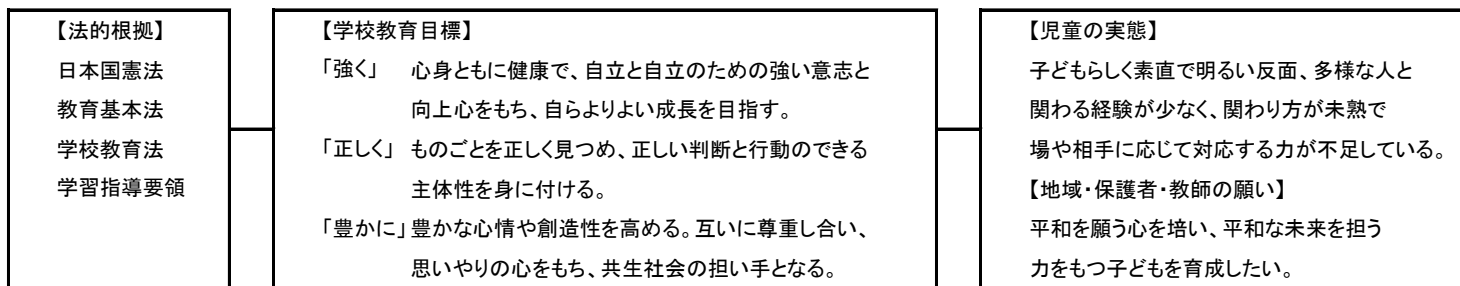 【法的根拠】
日本国憲法
教育基本法
学校教育法
学習指導要領
【学校教育目標】
「強く」 心身ともに健康で、自立と自立のための強い意志と
向上心をもち、自らよりよい成長を目指す。
「正しく」 ものごとを正しく見つめ、正しい判断と行動のできる
主体性を身に付ける。
「豊かに」 豊かな心情や創造性を高める。互いに尊重し合い、
思いやりの心をもち、共生社会の担い手となる。
【児童の実態】
子どもらしく素直で明るい反面、多様な人と
関わる経験が少なく、関わり方が未熟で
場や相手に応じて対応する力が不足している。
【地域・保護者・教師の願い】
平和を願う心を培い、平和な未来を担う
力をもつ子どもを育成したい。